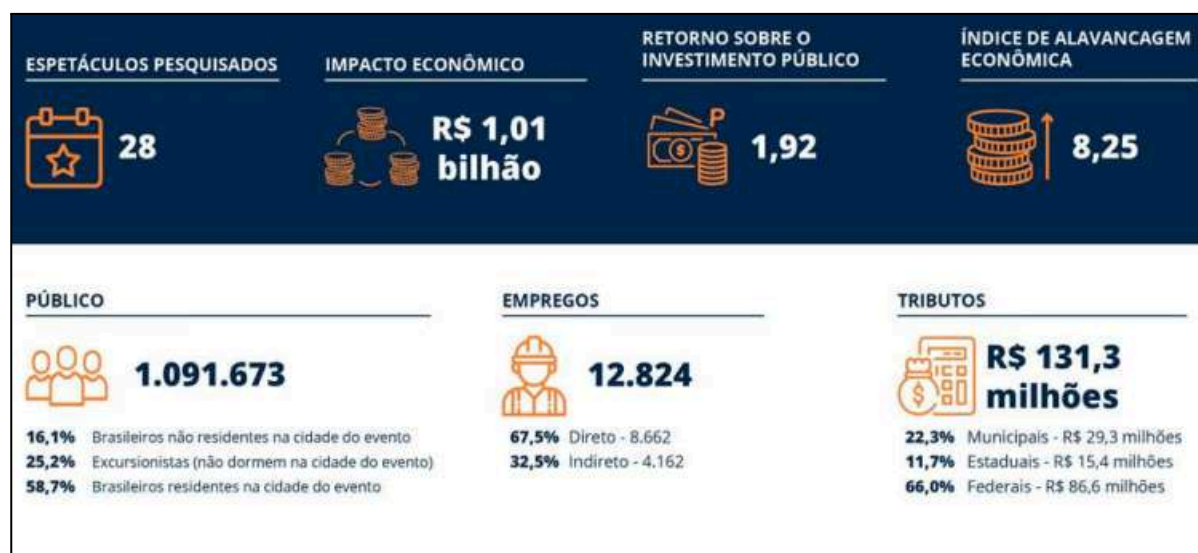 ESPETÁCULOS PESQUISADOS
28
IMPACTO ECONÔMICO
R$ 1,01
bilhão
RETORNO SOBRE O
INVESTIMENTO PÚBLICO
P
1,92
ÍNDICE DE ALAVANCAGEM
ECONÔMICA
8,25
PÚBLICO
1.091.673
16,1% Brasileiros não residentes na cidade do evento
25,2% Excursionistas (não dormem na cidade do evento)
58,7% Brasileiros residentes na cidade do evento
EMPREGOS
12.824
67,5% Direto - 8.662
32,5% Indireto - 4.162
TRIBUTOS
R$ 131,3
milhões
22,3% Municipais - R$ 29,3 milhões
11,7% Estaduais - R$ 15,4 milhões
66,0% Federais - R$ 86,6 milhões